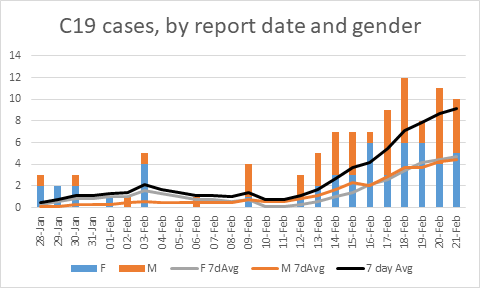 C19 cases, by report date and gender
14
12
10
8
6
4
2
0
28-Jan 29-Jan 30-Jan 31-Jan 01-Feb 02-Feb 03-Feb 04-Feb 05-Feb 06-Feb 07-Feb 08-Feb 09-Feb 10-Feb 11-Feb 12-Feb 13-Feb 14-Feb 15-Feb 16-Feb 17-Feb 18-Feb 19-Feb 20-Feb 21-Feb
F M F 7dAvg M 7dAvg 7 day Avg